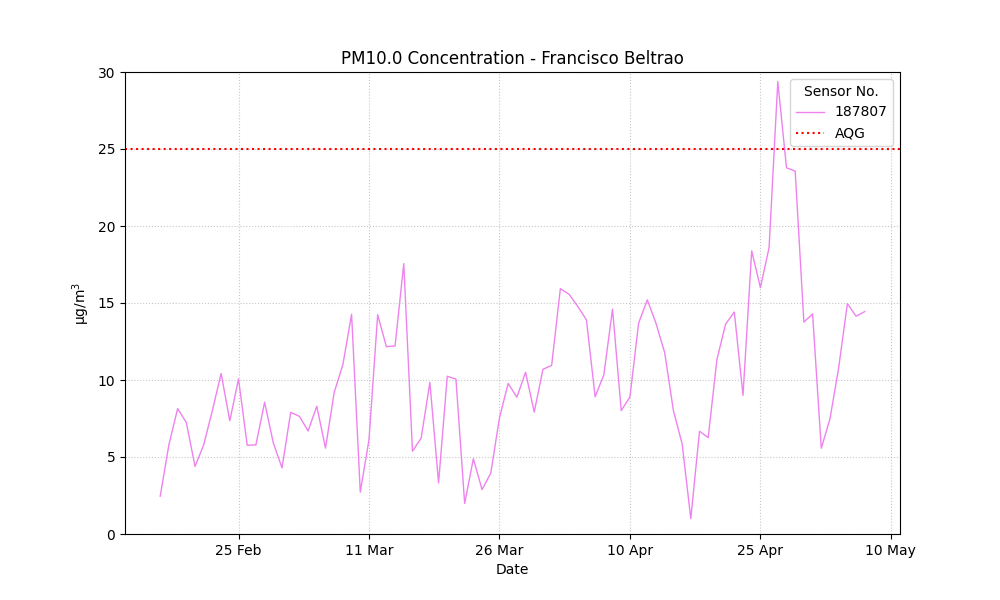 PM10.0 Concentration - Francisco Beltrao
Sensor No.
187807
AQG
30
25
20
15
10
5
0
µg/m³
25 Feb
11 Mar
26 Mar
10 Apr
25 Apr
10 May
Date